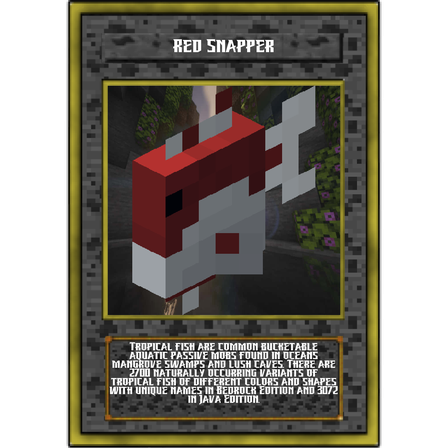 Red Snapper
Tropical fish are common bucketable
aquatic passive mobs found in oceans
mangrove swamps and lush caves. There are
2700 naturally occurring variants of
tropical fish of different colors and shapes
with unique names in Bedrock Edition and 3072
in Java Edition.